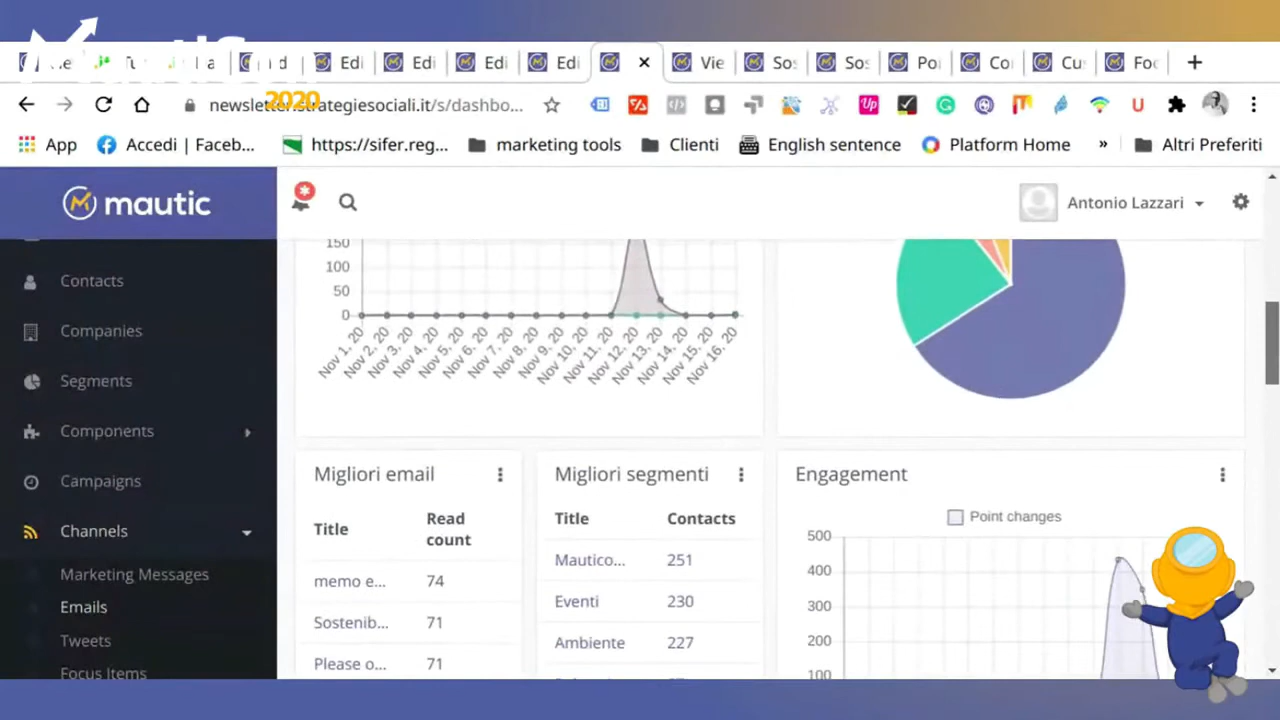 2020
Edi
Edi
Edi
Edi
Vie
Sos
Sos
Poi
Co
Cu
Foc
newsletter.strategiesociali.it/s/dashbo...
App
Accedi | Faceb...
https://sifer.reg...
marketing tools
Clienti
English sentence
Platform Home
»
Altri Preferiti
mautic
Antonio Lazzari
Contacts
Companies
Segments
Components
Campaigns
Channels
Marketing Messages
Emails
Tweets
Focus Items
150
100
50
0
Nov 1, 20
Nov 2, 20
Nov 3, 20
Nov 4, 20
Nov 5, 20
Nov 6, 20
Nov 7, 20
Nov 8, 20
Nov 9, 20
Nov 10, 20
Nov 11, 20
Nov 12, 20
Nov 13, 20
Nov 14, 20
Nov 15, 20
Nov 16, 20
Migliori email
Title Read count
memo e... 74
Sostenib... 71
Please o... 71
Migliori segmenti
Title Contacts
Mautico... 251
Eventi 230
Ambiente 227
Engagement
Point changes
500
400
300
200
100